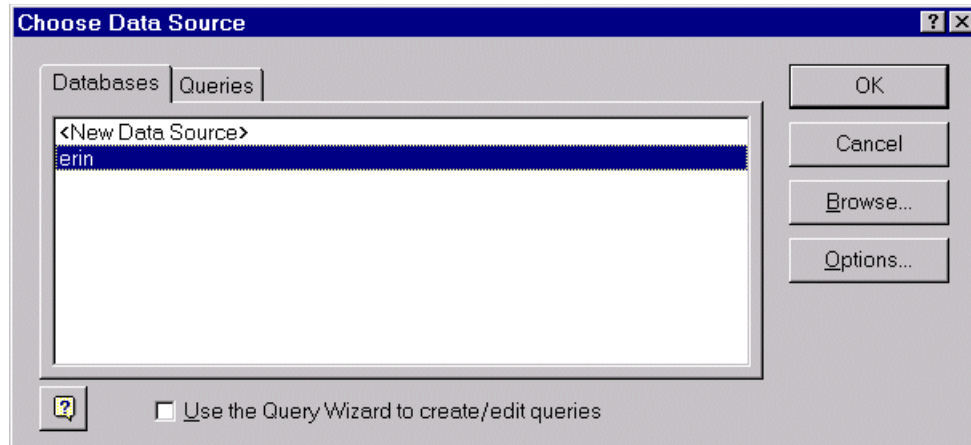 Choose Data Source
Databases
Queries
<New Data Source>
erin
OK
Cancel
Browse...
Options...
Use the Query Wizard to create/edit queries